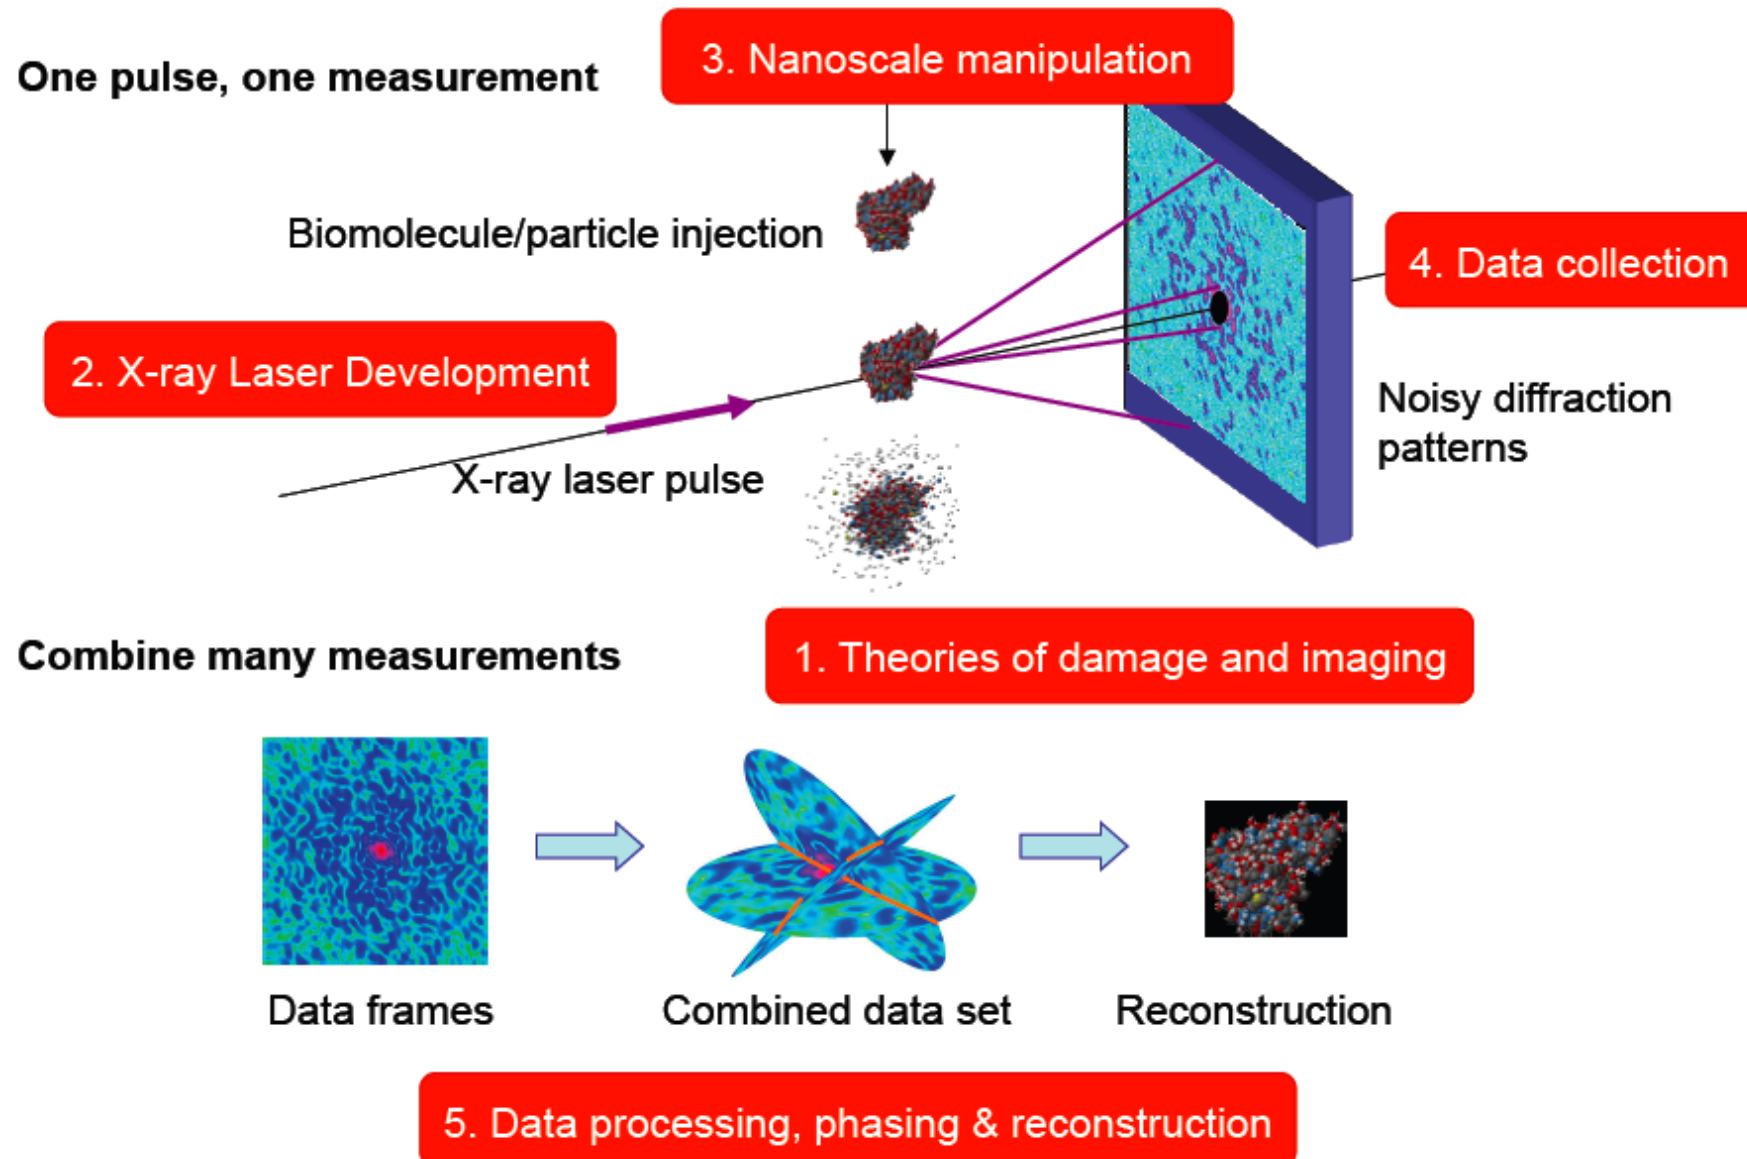 3. Nanoscale manipulation
One pulse, one measurement
Biomolecule/particle injection
4. Data collection
2. X-ray Laser Development
Noisy diffraction
patterns
X-ray laser pulse
Combine many measurements
1. Theories of damage and imaging
Data frames
Combined data set
Reconstruction
5. Data processing, phasing & reconstruction